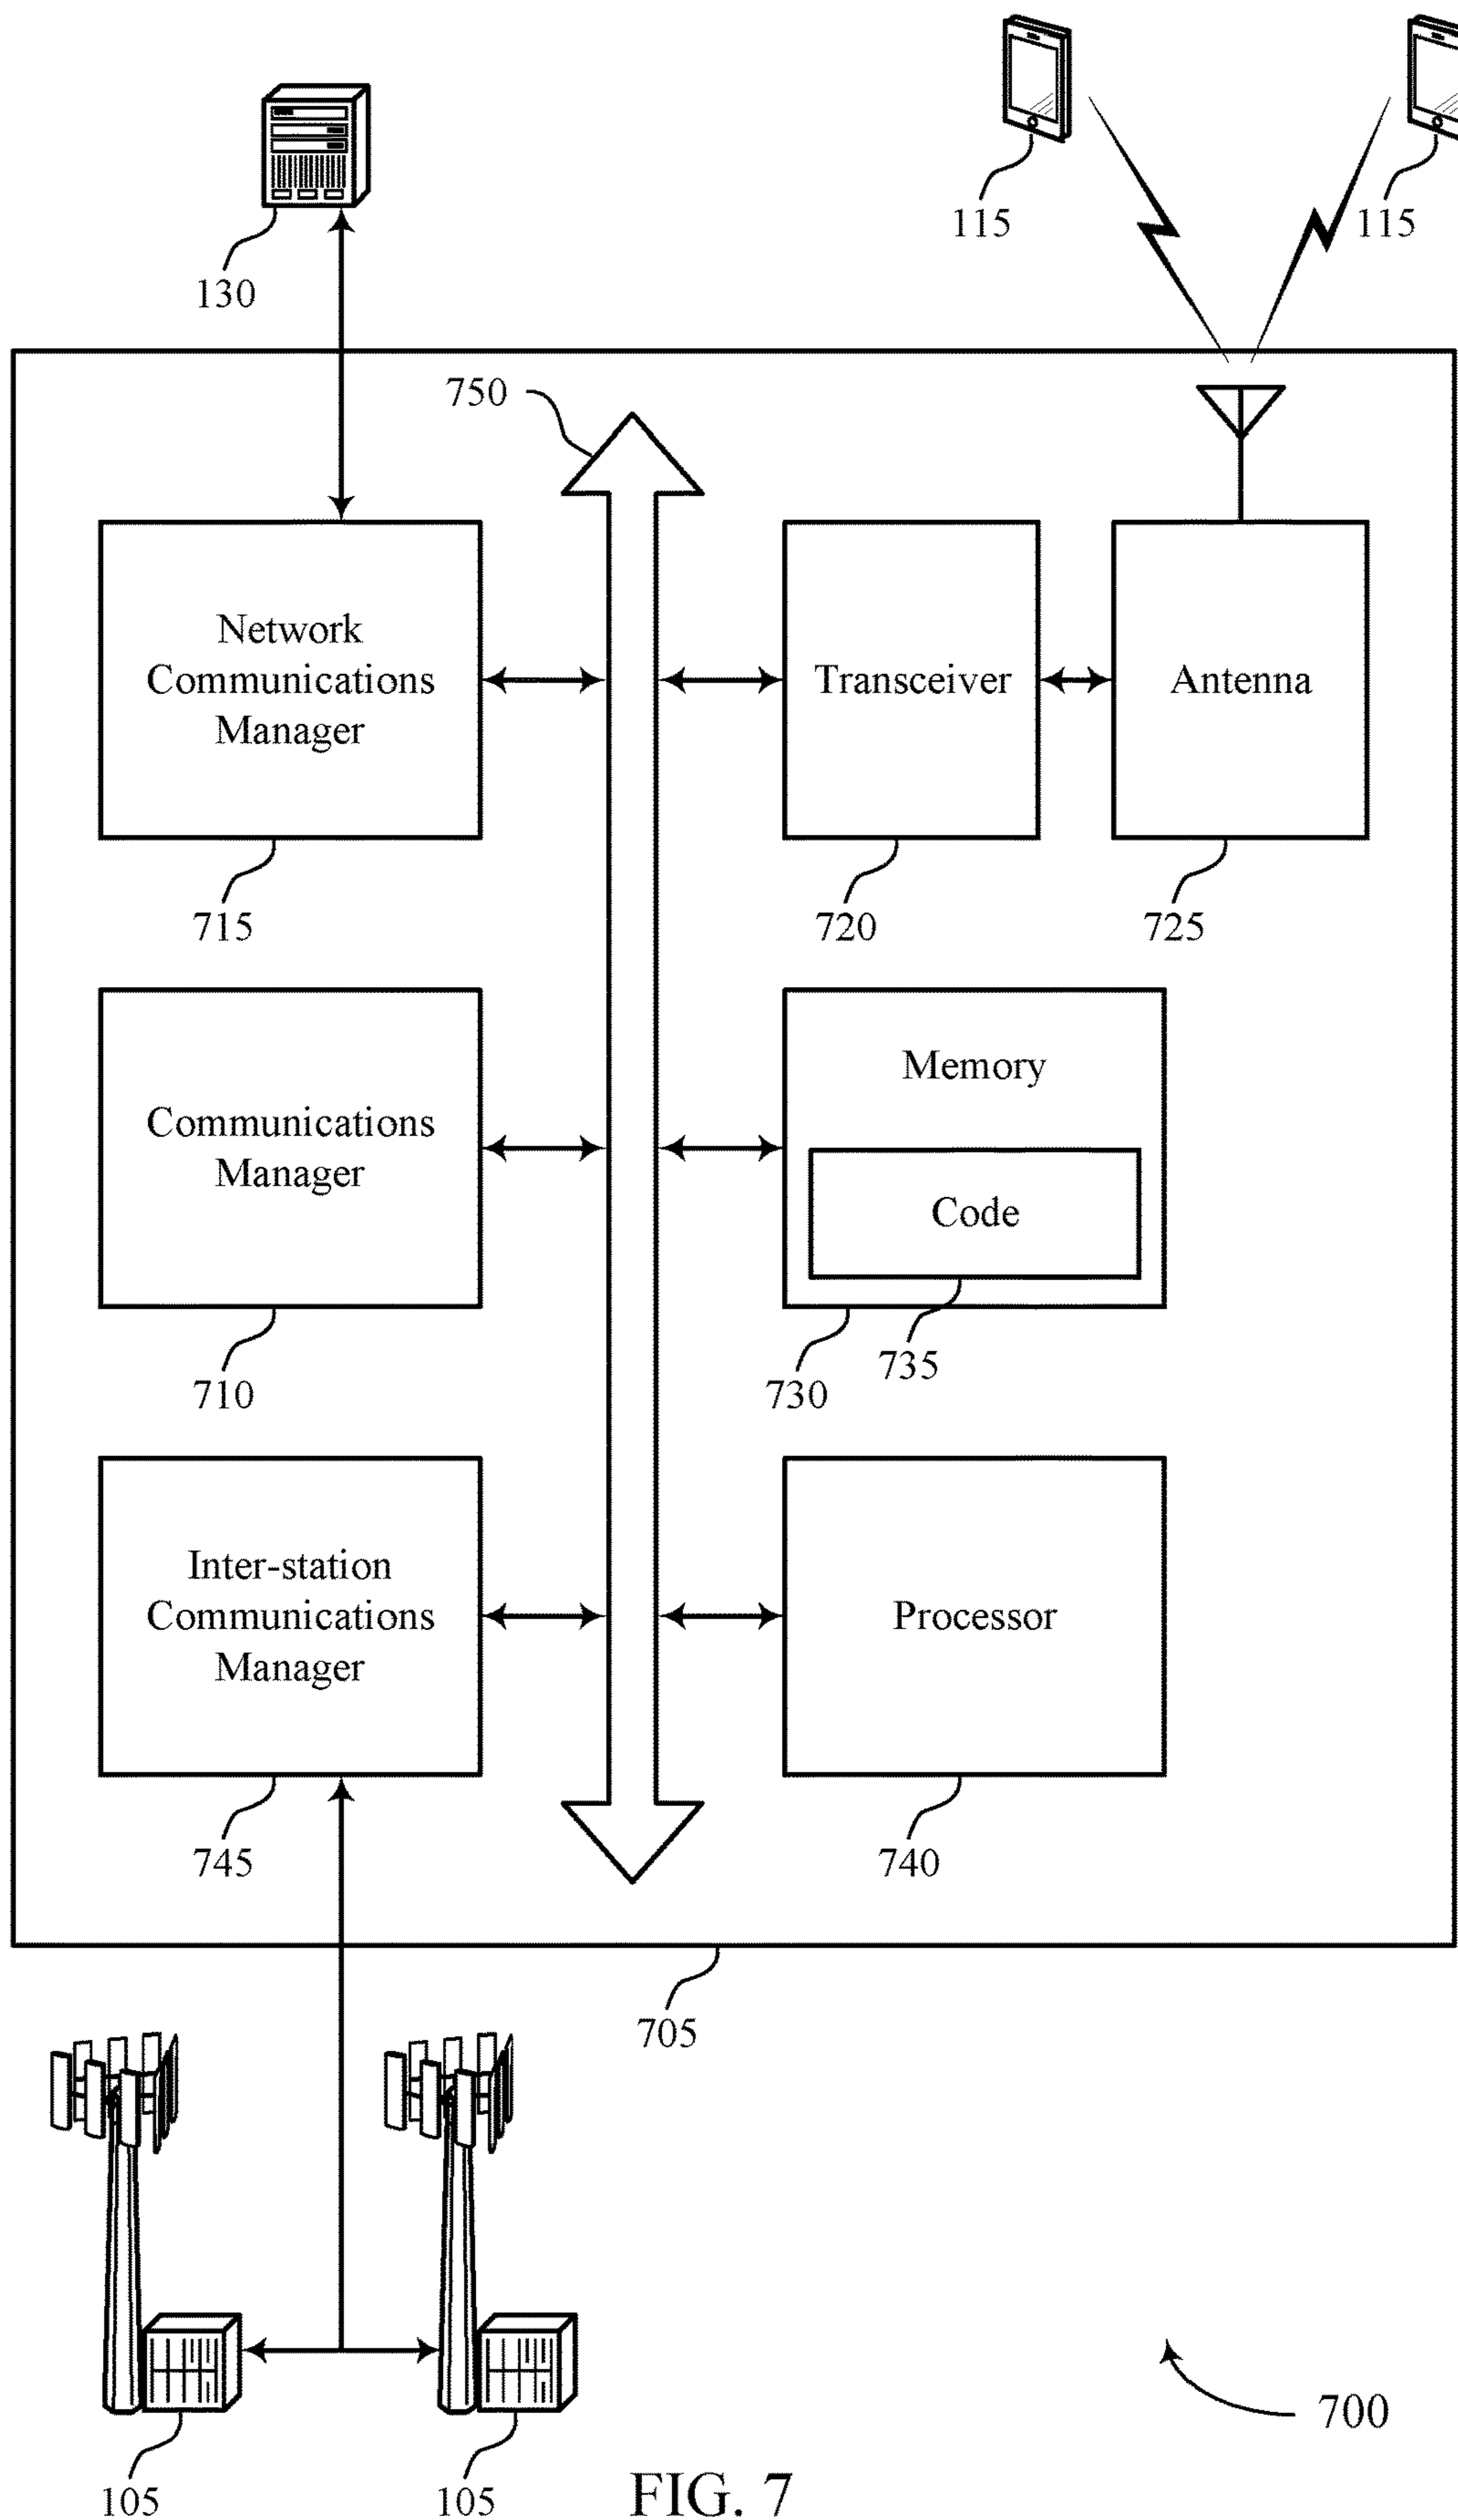 130
115
115
750
Network
Communications
Manager
Transceiver
Antenna
715
720
725
Communications
Manager
Memory
Code
710
730
735
Inter-station
Communications
Manager
Processor
745
740
705
105
105
700
FIG. 7